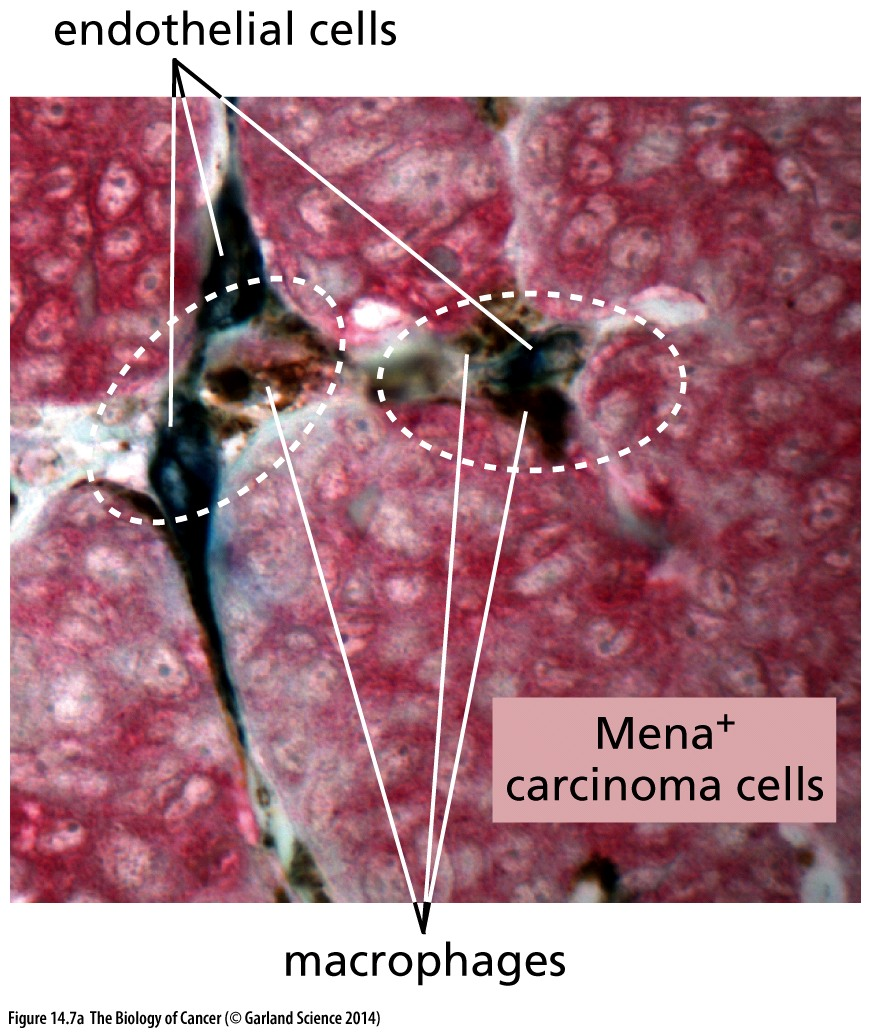 endothelial cells
Mena⁺
carcinoma cells
macrophages
Figure 14.7a The Biology of Cancer (© Garland Science 2014)